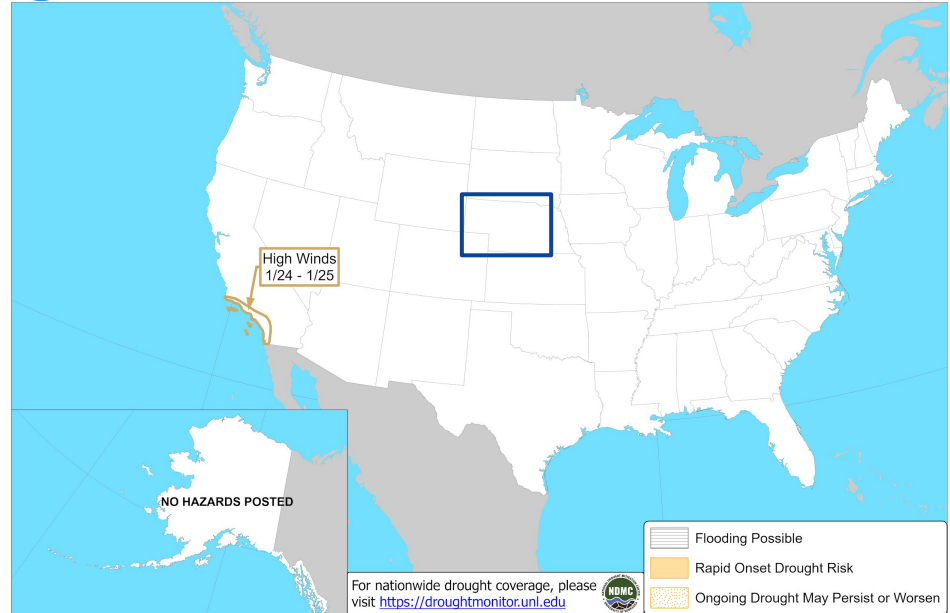 High Winds
1/24 - 1/25
NO HAZARDS POSTED
For nationwide drought coverage, please
visit https://droughtmonitor.unl.edu
NDMC
Flooding Possible
Rapid Onset Drought Risk
Ongoing Drought May Persist or Worsen